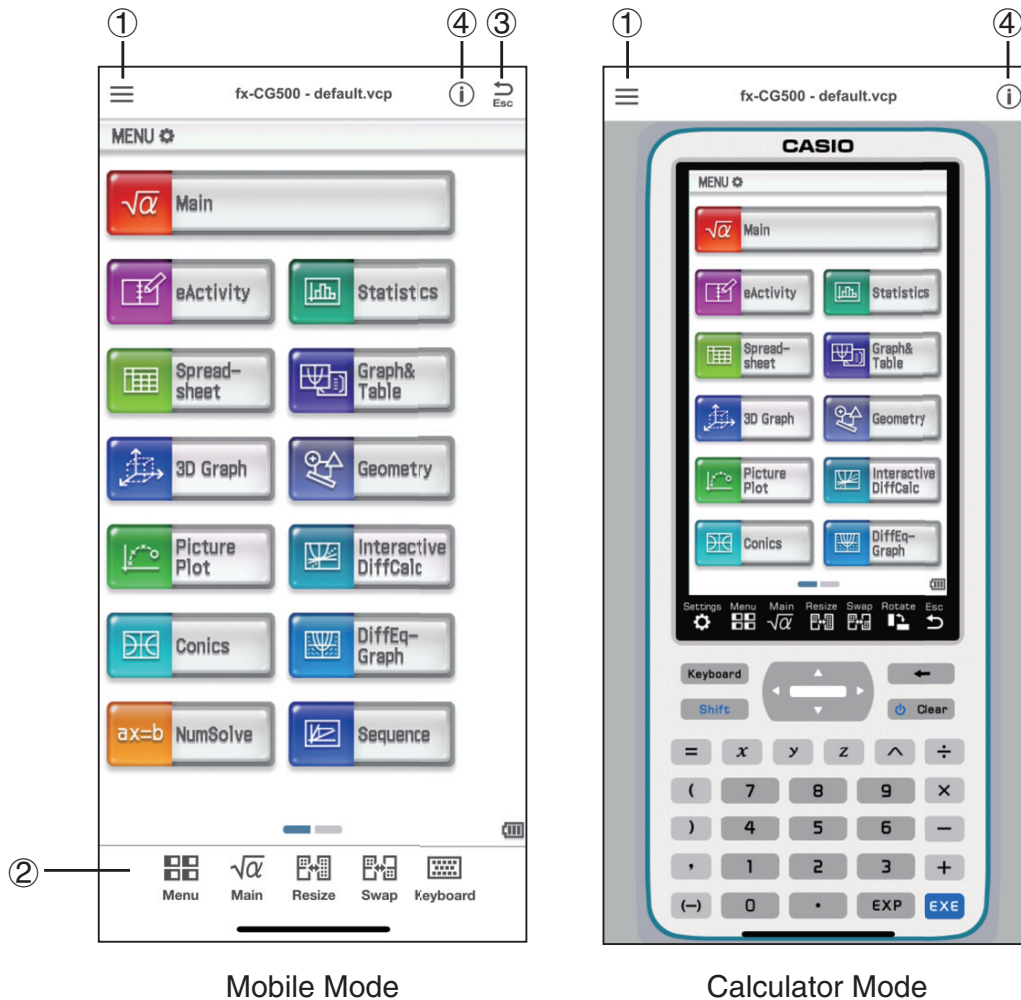 ① ④ ③
fx-CG500 - default.vcp
Esc
MENU
√α Main
eActivity Statistics
Spread-
sheet
Graph&
Table
3D Graph Geometry
Picture
Plot
Interactive
DiffCalc
Conics
DiffEq-
Graph
ax=b NumSolve Sequence
②
Menu √α Main Resize Swap Keyboard
Mobile Mode
① ④
fx-CG500 - default.vcp
CASIO
MENU
√α Main
eActivity Statistics
Spread-
sheet
Graph&
Table
3D Graph Geometry
Picture
Plot
Interactive
DiffCalc
Conics
DiffEq-
Graph
Settings Menu Main Resize Swap Rotate Esc
√α
Keyboard
Shift Clear
= x y z ^ ÷
( 7 8 9 ×
) 4 5 6 −
, 1 2 3 +
(−) 0 • EXP EXE
Calculator Mode